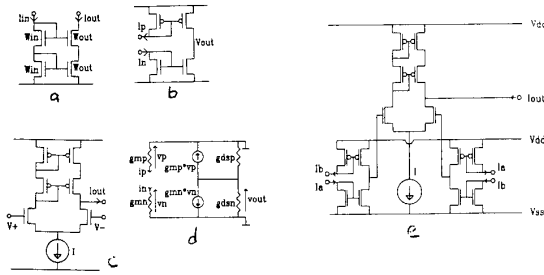 Iin Iout
Win Wout
Win Wout
a
Ip
In
Vout
b
Iout
V+ V-
I
c
gmp vp
ip gmp*vp gdsp
in
gmn vn gmn*vn gdsn vout
d
Vdd
Iout
Vdd
Ib Ia
Ia Ib
I
Vss
e